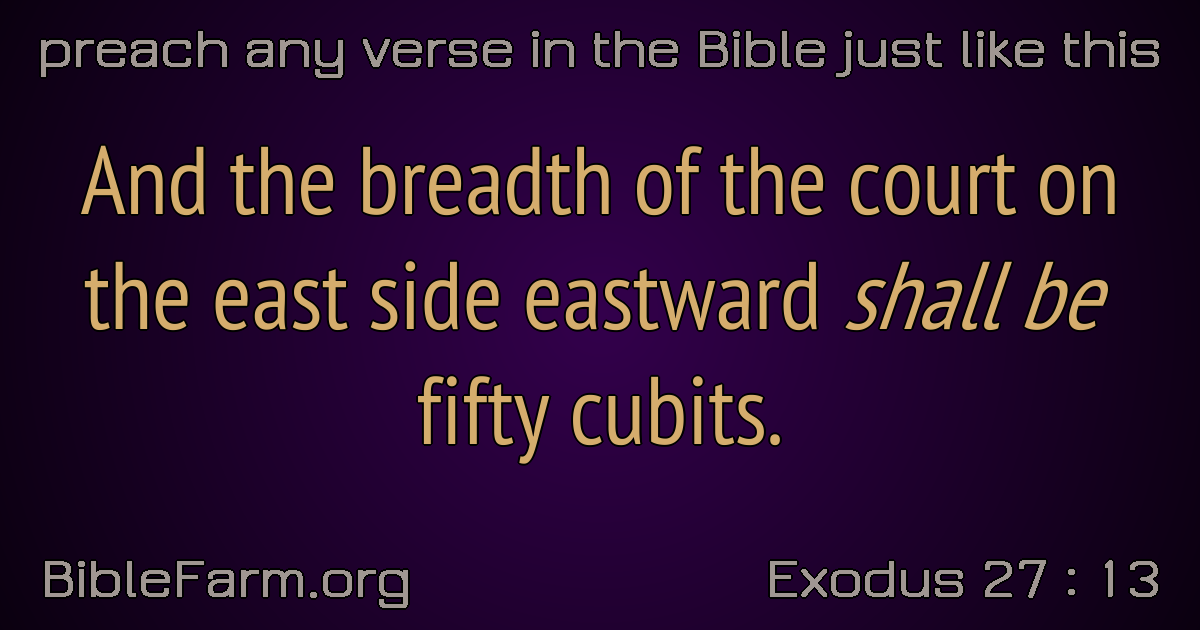 preach any verse in the Bible just like this
And the breadth of the court on
the east side eastward shall be
fifty cubits.
BibleFarm.org
Exodus 27 : 13